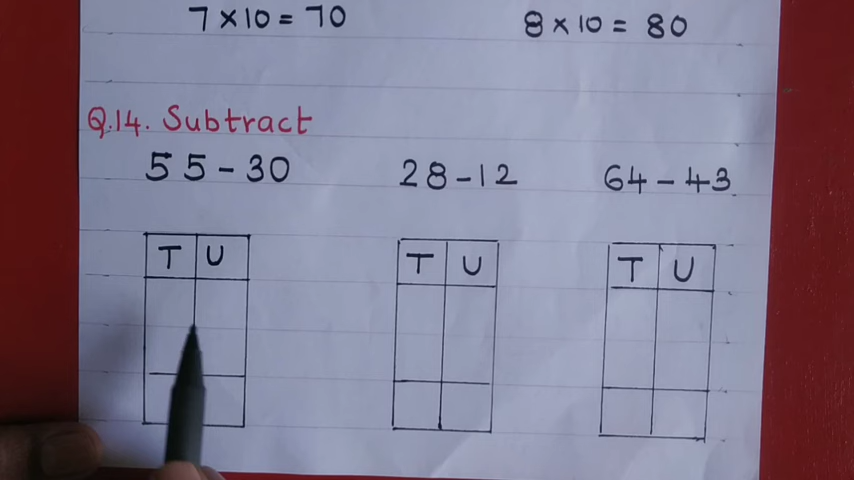 7 × 10 = 70 8 × 10 = 80
Q.14. Subtract
55 - 30 28 - 12 64 - 43
T U T U T U